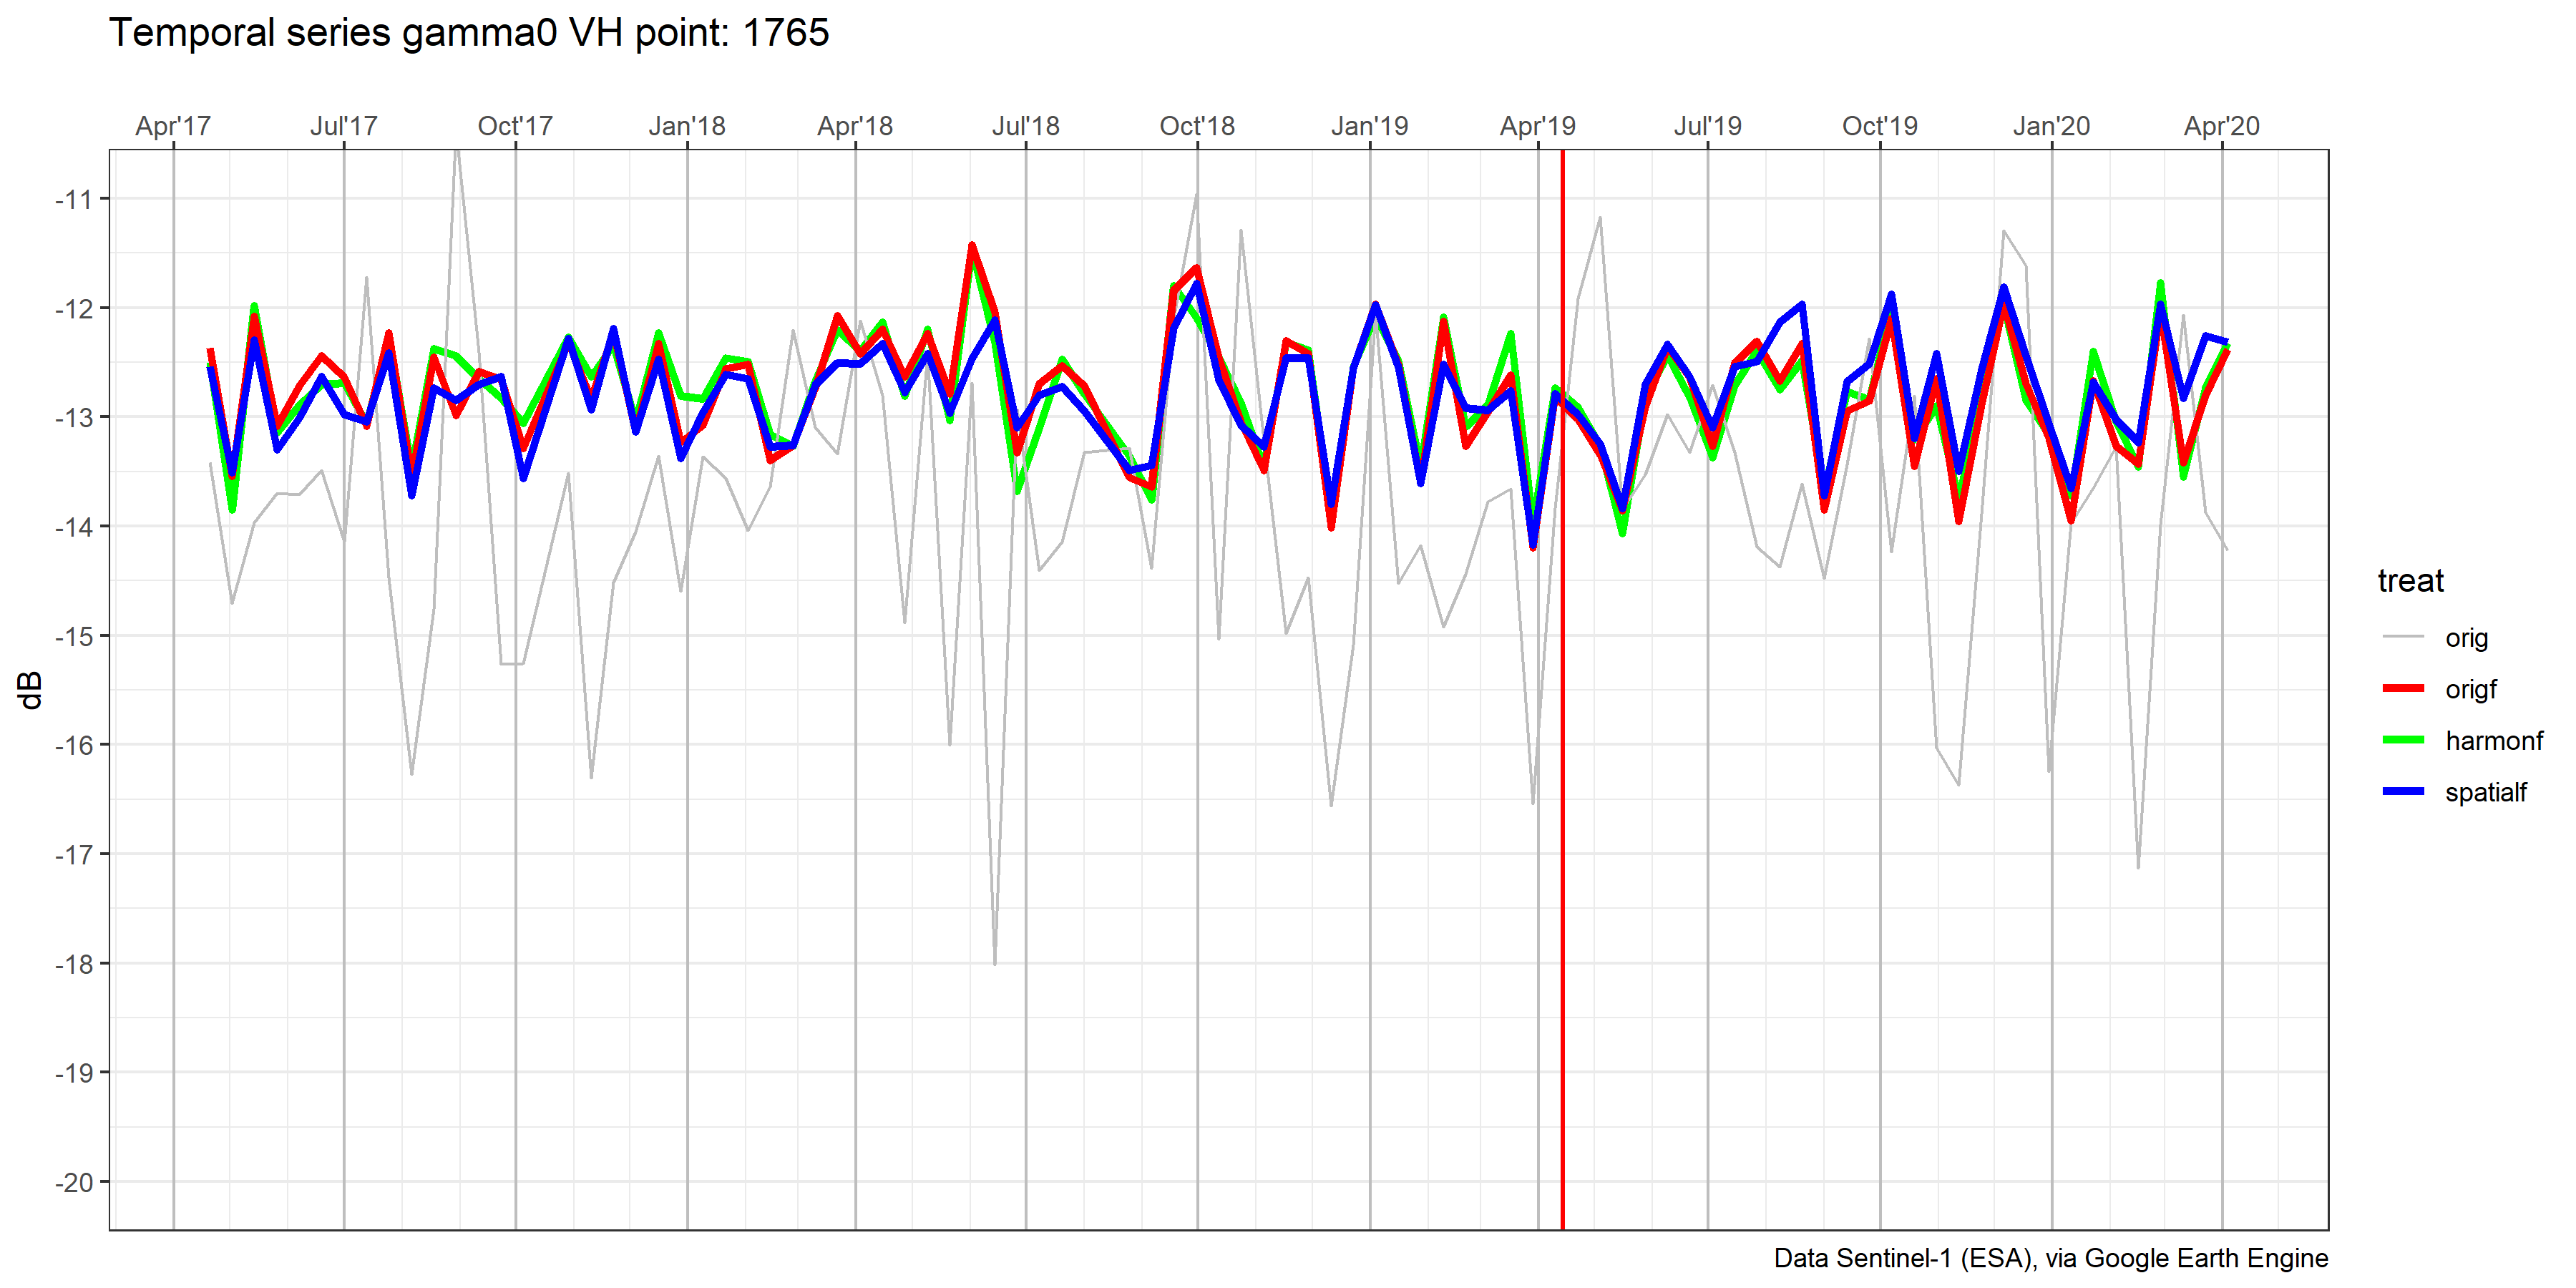 Temporal series gamma0 VH point: 1765
Apr'17 Jul'17 Oct'17 Jan'18 Apr'18 Jul'18 Oct'18 Jan'19 Apr'19 Jul'19 Oct'19 Jan'20 Apr'20
-11
-12
-13
-14
-15
-16
-17
-18
-19
-20
dB
treat
orig
origf
harmonf
spatialf
Data Sentinel-1 (ESA), via Google Earth Engine